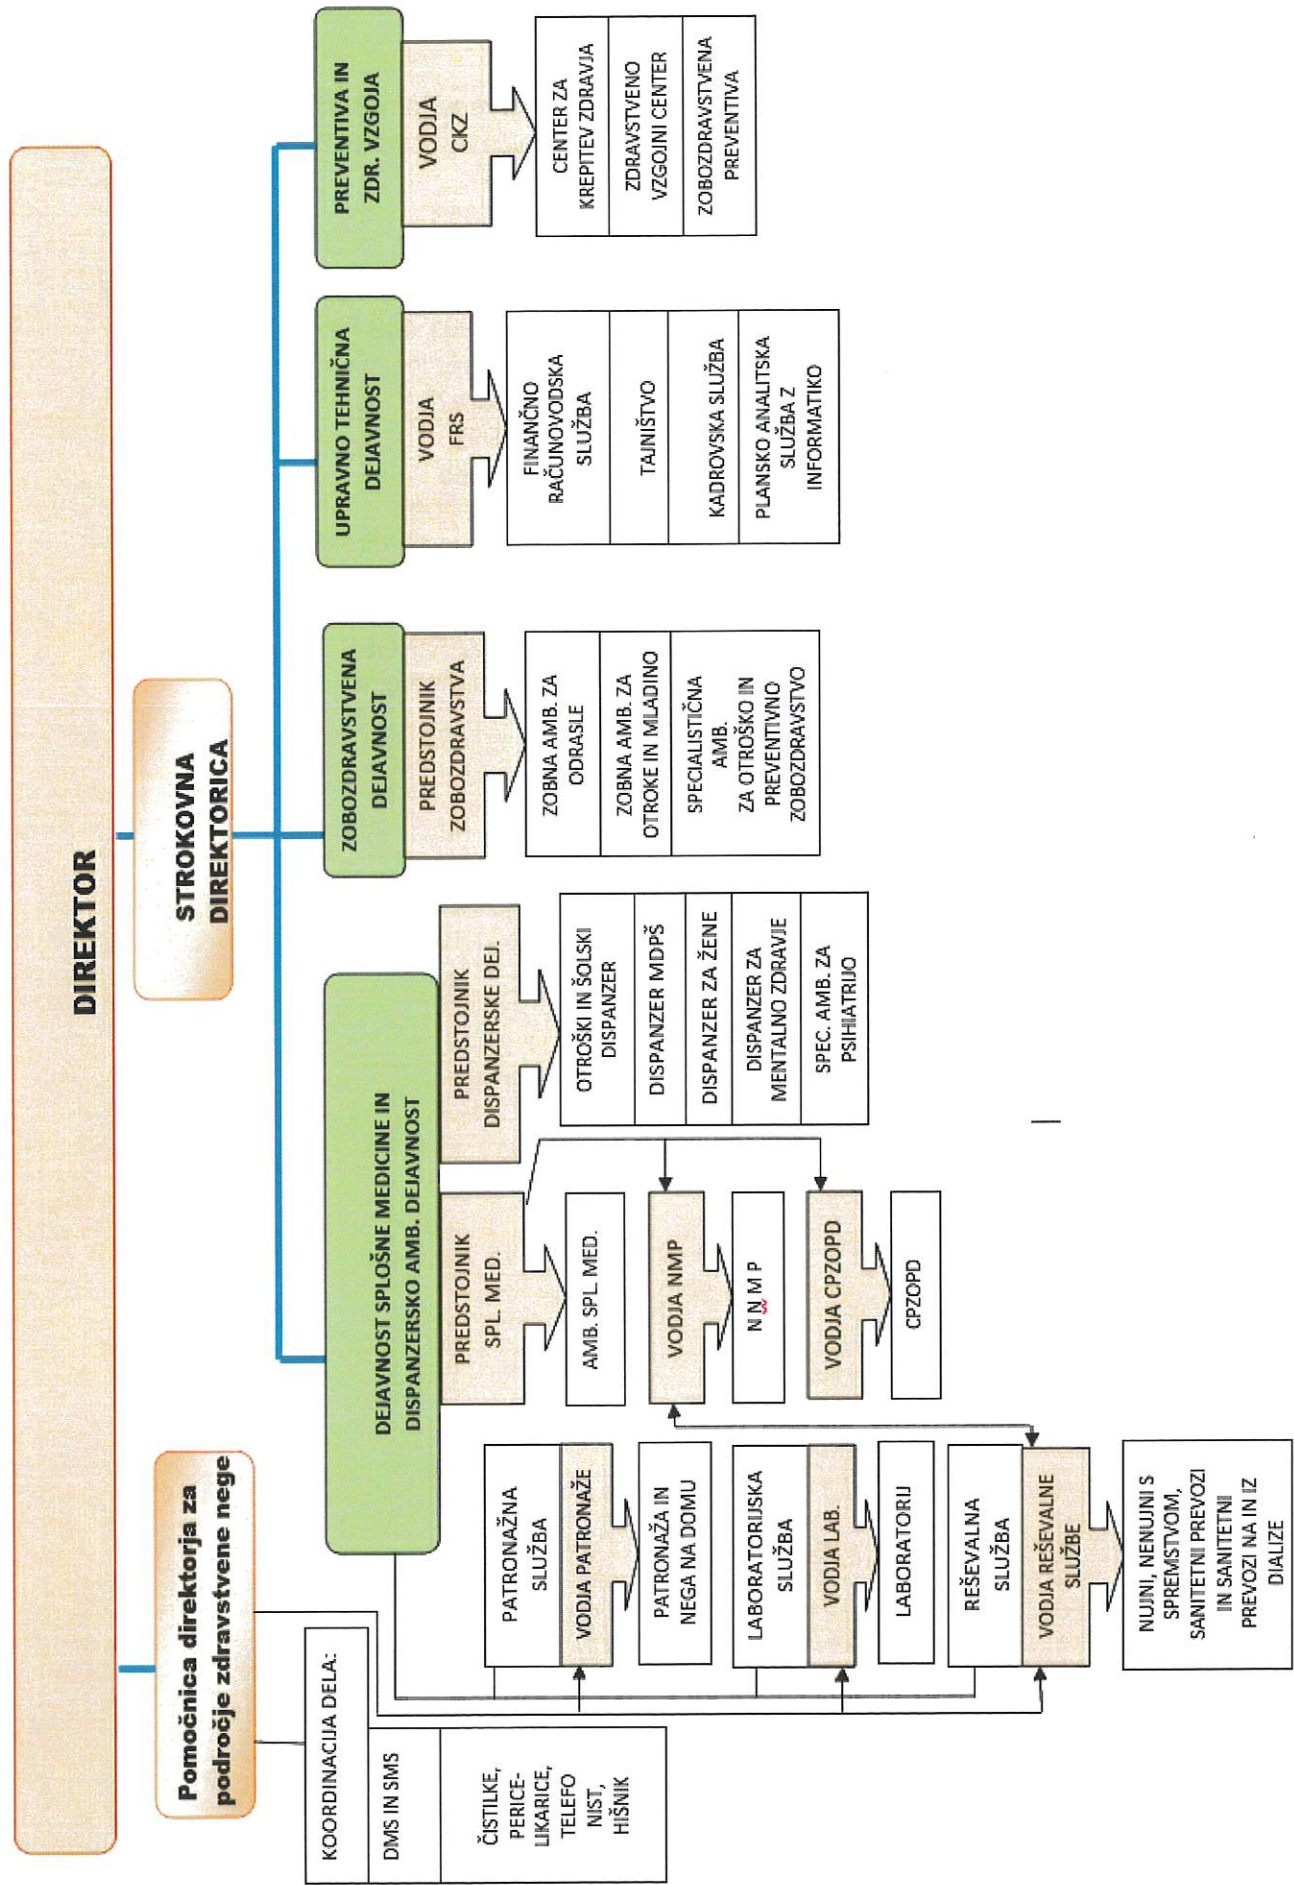 DIREKTOR
Pomočnica direktorja za
področje zdravstvene nege
STROKOVNA
DIREKTORICA
KOORDINACIJA DELA:
DMS IN SMS
ČISTILKE,
PERICE-
LIKARICE,
TELEFO
NIST,
HIŠNIK
DEJAVNOST SPLOŠNE MEDICINE IN
DISPANZERSKO AMB. DEJAVNOST
PATRONAŽNA
SLUŽBA
VODJA PATRONAŽE
PATRONAŽA IN
NEGA NA DOMU
LABORATORIJSKA
SLUŽBA
VODJA LAB.
LABORATORIJ
REŠEVALNA
SLUŽBA
VODJA REŠEVALNE
SLUŽBE
NUJNI, NENUJNI S
SPREMSTVOM,
SANITETNI PREVOZI
IN SANITETNI
PREVOZI NA IN IZ
DIALIZE
PREDSTOJNIK
SPL. MED.
AMB. SPL. MED.
VODJA NMP
N N M P
VODJA CPZOPD
CPZOPD
PREDSTOJNIK
DISPANZERSKE DEJ.
OTROŠKI IN ŠOLSKI
DISPANZER
DISPANZER MDPŠ
DISPANZER ZA ŽENE
DISPANZER ZA
MENTALNO ZDRAVJE
SPEC. AMB. ZA
PSIHIATRIJO
ZOBOZDRAVSTVENA
DEJAVNOST
PREDSTOJNIK
ZOBOZDRAVSTVA
ZOBNA AMB. ZA
ODRASLE
ZOBNA AMB. ZA
OTROKE IN MLADINO
SPECIALISTIČNA
AMB.
ZA OTROŠKO IN
PREVENTIVNO
ZOBOZDRAVSTVO
UPRAVNO TEHNIČNA
DEJAVNOST
VODJA
FRS
FINANČNO
RAČUNOVODSKA
SLUŽBA
TAJNIŠTVO
KADROVSKA SLUŽBA
PLANSKO ANALITSKA
SLUŽBA Z
INFORMATIKO
PREVENTIVA IN
ZDR. VZGOJA
VODJA
CKZ
CENTER ZA
KREPITEV ZDRAVJA
ZDRAVSTVENO
VZGOJNI CENTER
ZOBOZDRAVSTVENA
PREVENTIVA